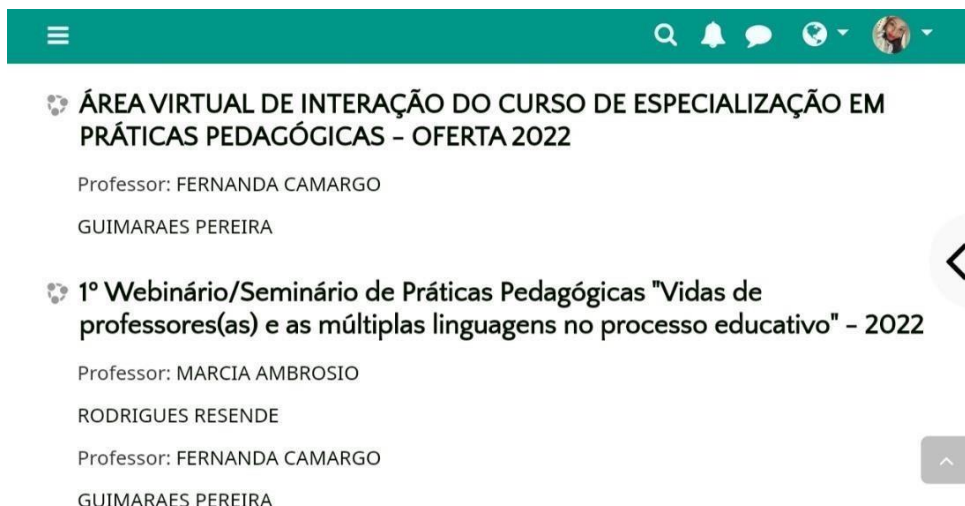 ÁREA VIRTUAL DE INTERAÇÃO DO CURSO DE ESPECIALIZAÇÃO EM
PRÁTICAS PEDAGÓGICAS – OFERTA 2022
Professor: FERNANDA CAMARGO
GUIMARAES PEREIRA
1º Webinário/Seminário de Práticas Pedagógicas "Vidas de
professores(as) e as múltiplas linguagens no processo educativo" – 2022
Professor: MARCIA AMBROSIO
RODRIGUES RESENDE
Professor: FERNANDA CAMARGO
GUIMARAES PEREIRA